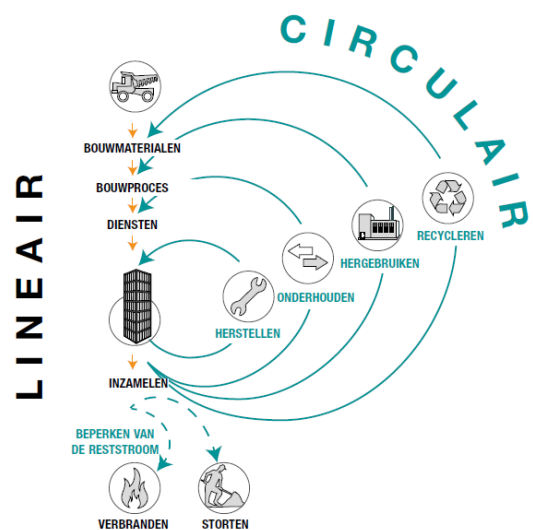 CIRCULAIR
LINEAIR
BOUWMATERIALEN
BOUWPROCES
DIENSTEN
RECYCLEREN
HERGEBRUIKEN
ONDERHOUDEN
HERSTELLEN
INZAMELEN
BEPERKEN VAN
DE RESTSTROOM
VERBRANDEN
STORTEN